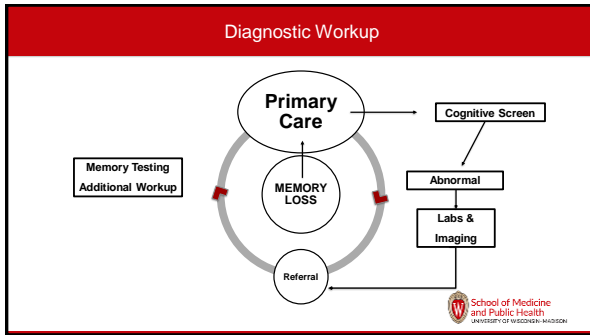 Diagnostic Workup
Primary
Care
Cognitive Screen
Memory Testing
Additional Workup
MEMORY
LOSS
Abnormal
Labs &
Imaging
Referral
School of Medicine
and Public Health
UNIVERSITY OF WISCONSIN-MADISON